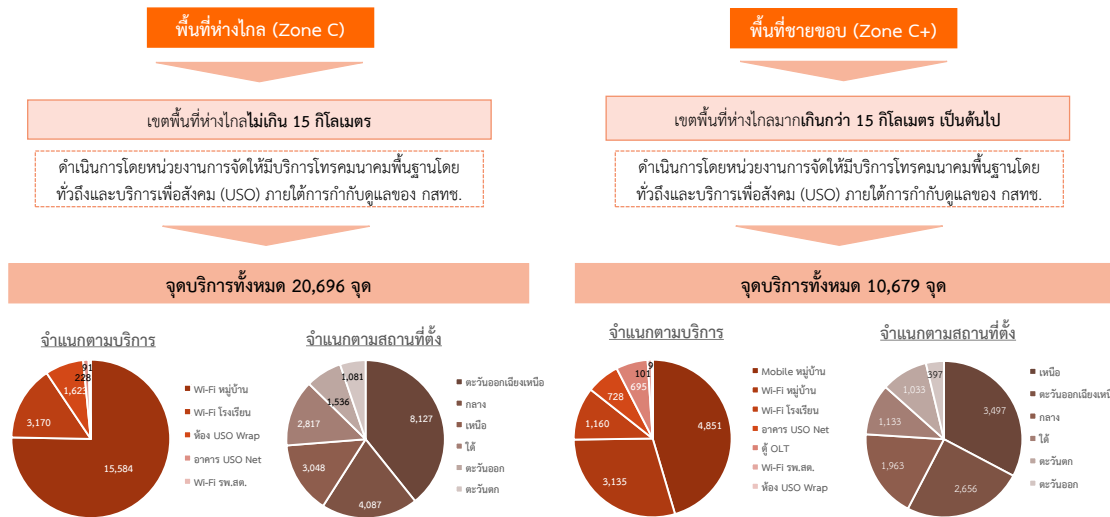 พื้นที่ห่างไกล (Zone C)
เขตพื้นที่ห่างไกลไม่เกิน 15 กิโลเมตร
ดำเนินการโดยหน่วยงานการจัดให้มีบริการโทรคมนาคมพื้นฐานโดย
ทั่วถึงและบริการเพื่อสังคม (USO) ภายใต้การกำกับดูแลของ กสทช.
จุดบริการทั้งหมด 20,696 จุด
จำแนกตามบริการ
91
228
1,623
3,170
15,584
Wi-Fi หมู่บ้าน
Wi-Fi โรงเรียน
ห้อง USO Wrap
อาคาร USO Net
Wi-Fi รพ.สต.
จำแนกตามสถานที่ตั้ง
1,081
1,536
2,817
3,048
4,087
8,127
ตะวันออกเฉียงเหนือ
กลาง
เหนือ
ใต้
ตะวันออก
ตะวันตก
พื้นที่ชายขอบ (Zone C+)
เขตพื้นที่ห่างไกลมากเกินกว่า 15 กิโลเมตร เป็นต้นไป
ดำเนินการโดยหน่วยงานการจัดให้มีบริการโทรคมนาคมพื้นฐานโดย
ทั่วถึงและบริการเพื่อสังคม (USO) ภายใต้การกำกับดูแลของ กสทช.
จุดบริการทั้งหมด 10,679 จุด
จำแนกตามบริการ
9
101
695
728
1,160
3,135
4,851
Mobile หมู่บ้าน
Wi-Fi หมู่บ้าน
Wi-Fi โรงเรียน
อาคาร USO Net
ตู้ OLT
Wi-Fi รพ.สต.
ห้อง USO Wrap
จำแนกตามสถานที่ตั้ง
397
1,033
1,133
1,963
2,656
3,497
เหนือ
ตะวันออกเฉียงเหนือ
กลาง
ใต้
ตะวันตก
ตะวันออก